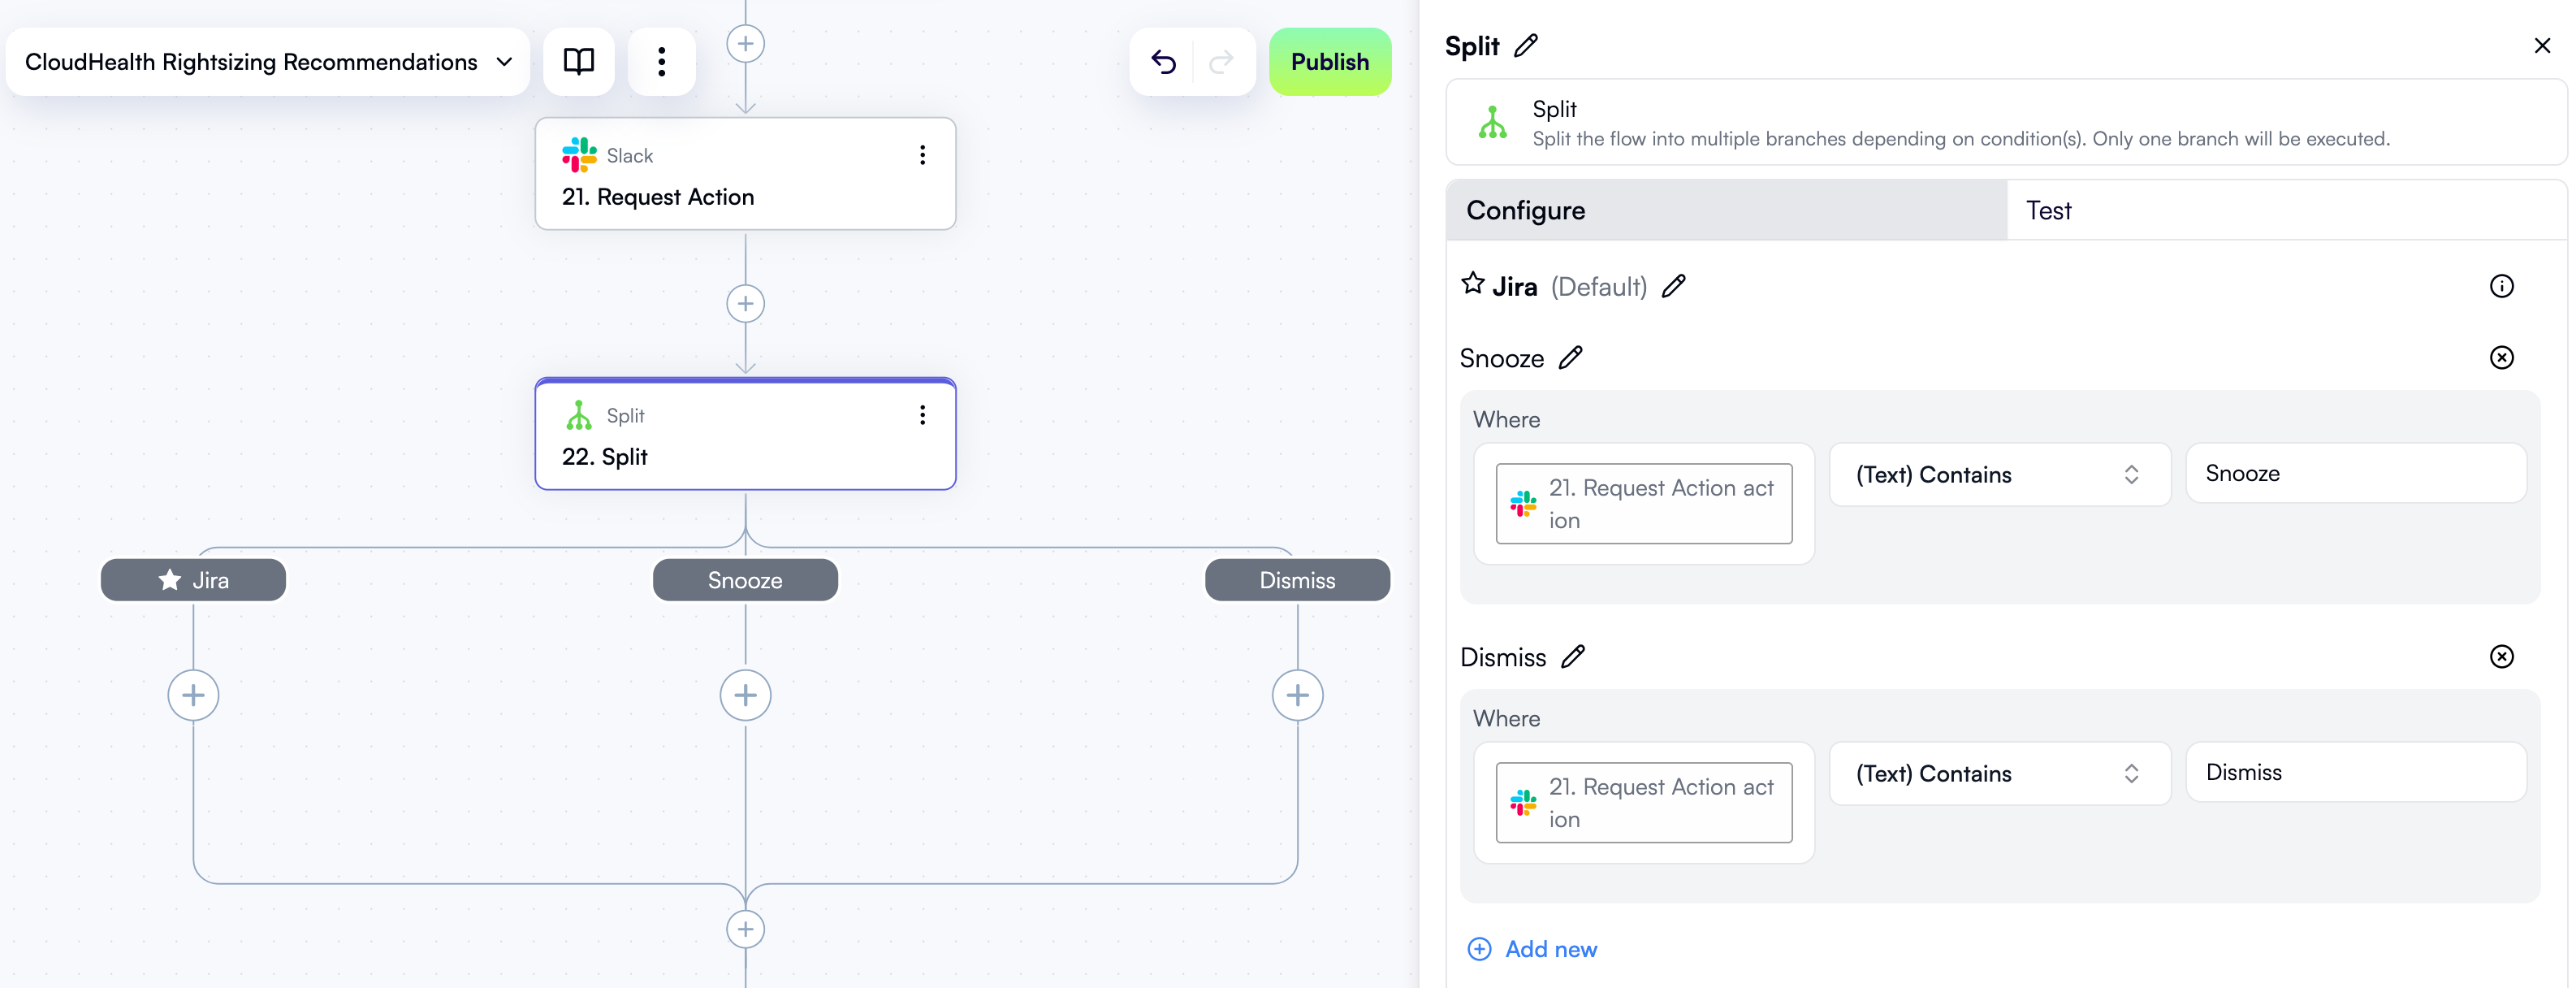 CloudHealth Rightsizing Recommendations
Publish
Slack
21. Request Action
Split
22. Split
Jira
Snooze
Dismiss
Split
Split
Split the flow into multiple branches depending on condition(s). Only one branch will be executed.
Configure
Test
Jira (Default)
Snooze
Where
21. Request Action act
ion
(Text) Contains
Snooze
Dismiss
Where
21. Request Action act
ion
(Text) Contains
Dismiss
Add new